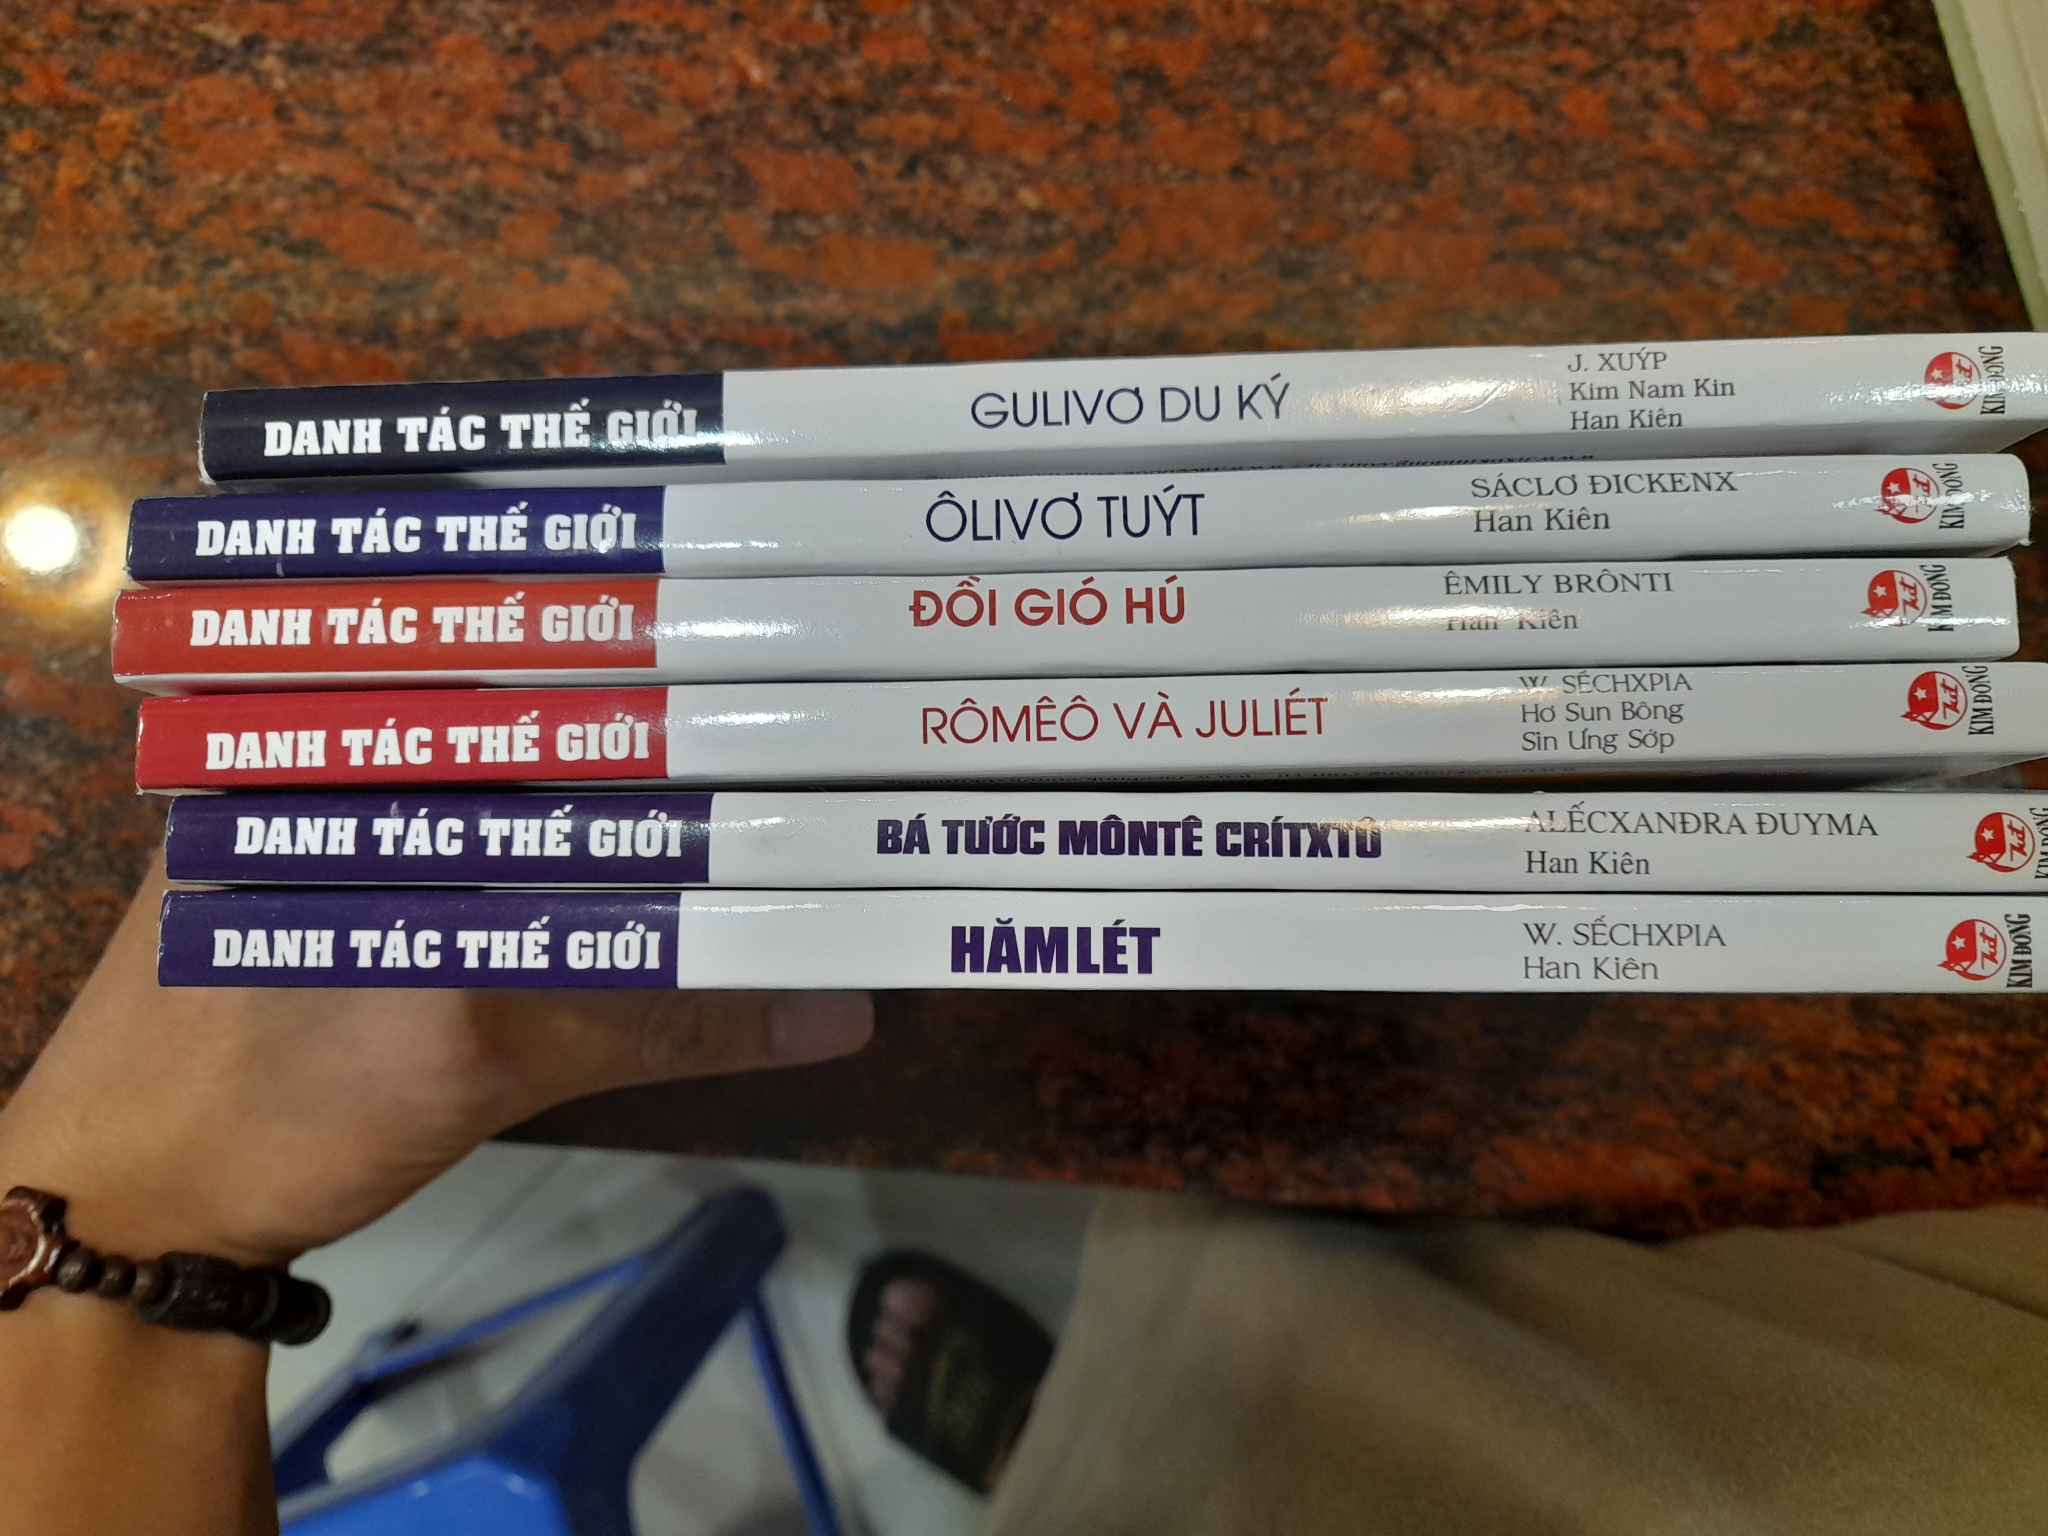 DANH TÁC THẾ GIỚI
GULIVƠ DU KÝ
J. XUÝP
Kim Nam Kin
Han Kiên
KIM ĐỒNG
DANH TÁC THẾ GIỚI
ÔLIVƠ TUÝT
SÁCLƠ ĐICKENX
Han Kiên
KIM ĐỒNG
DANH TÁC THẾ GIỚI
ĐỒI GIÓ HÚ
ÊMILY BRÔNTI
Han Kiên
KIM ĐỒNG
DANH TÁC THẾ GIỚI
RÔMÊÔ VÀ JULIÉT
W. SẾCHXPIA
Hơ Sun Bông
Sin Ưng Sớp
KIM ĐỒNG
DANH TÁC THẾ GIỚI
BÁ TƯỚC MÔNTÊ CRÍTXTÔ
ALẾCXANĐRA ĐUYMA
Han Kiên
KIM ĐỒNG
DANH TÁC THẾ GIỚI
HĂMLÉT
W. SẾCHXPIA
Han Kiên
KIM ĐỒNG